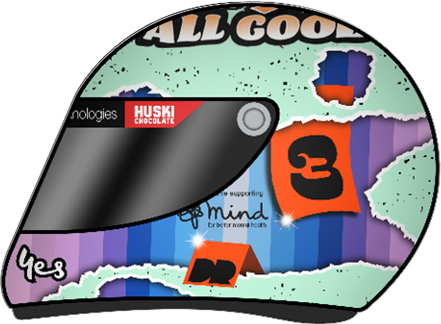 ALL GOOD
nologies
HUSKI
CHOCOLATE
3
supporting
mind
for better mental health
DR
yes